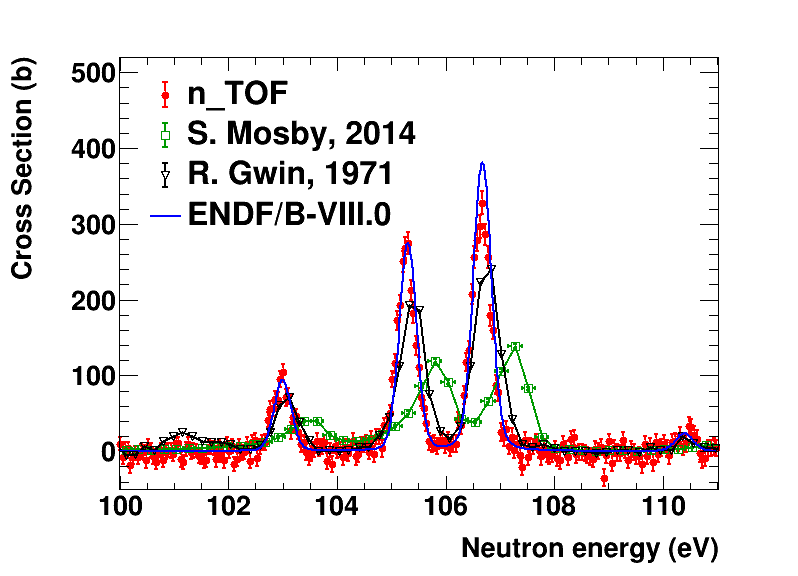 Cross Section (b)
500
400
300
200
100
0
n_TOF
S. Mosby, 2014
R. Gwin, 1971
ENDF/B-VIII.0
100 102 104 106 108 110
Neutron energy (eV)